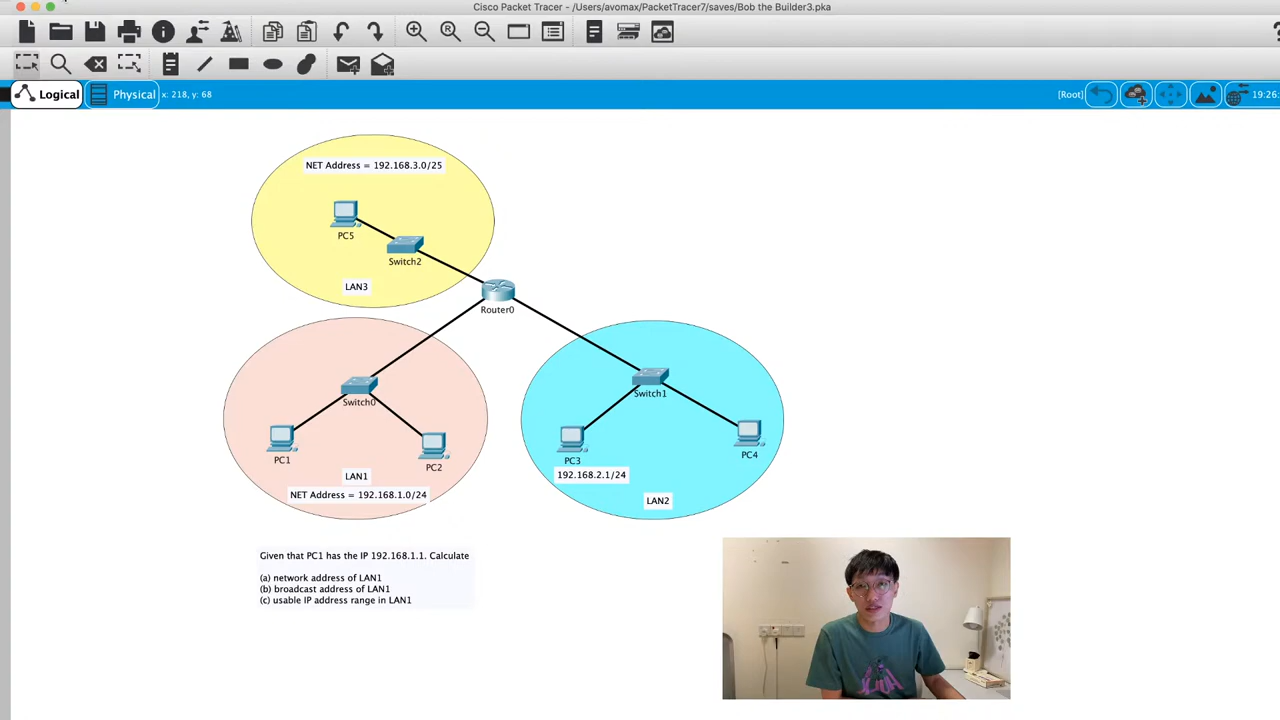 Cisco Packet Tracer - /Users/avomax/PacketTracer7/saves/Bob the Builder3.pka
Logical
Physical
x: 218, y: 68
[Root]
19:26:
NET Address = 192.168.3.0/25
PC5
Switch2
LAN3
Router0
Switch0
Switch1
PC1
PC2
PC3
PC4
192.168.2.1/24
LAN1
NET Address = 192.168.1.0/24
LAN2
Given that PC1 has the IP 192.168.1.1. Calculate
(a) network address of LAN1
(b) broadcast address of LAN1
(c) usable IP address range in LAN1